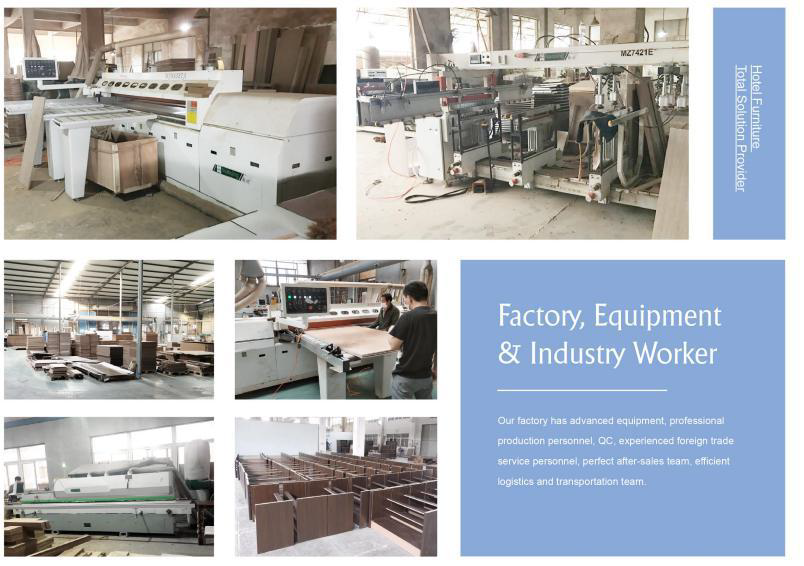 MZ7421E
Hotel Furniture
Total Solution Provider
Factory, Equipment
& Industry Worker
Our factory has advanced equipment, professional
production personnel, QC, experienced foreign trade
service personnel, perfect after-sales team, efficient
logistics and transportation team.